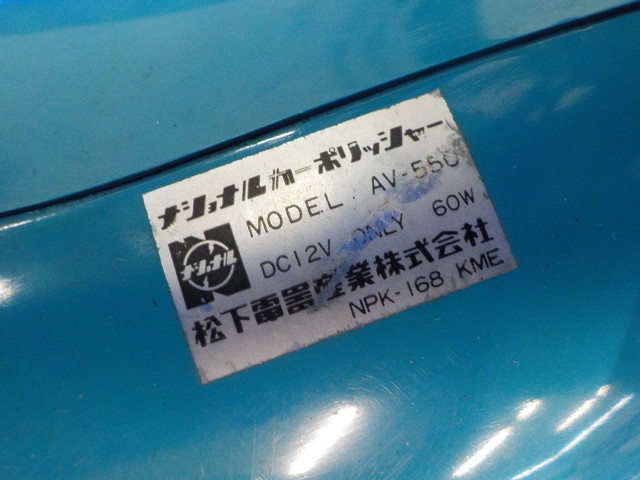 ナショナルカーポリッシャー
MODEL. AV-550
DC12V ONLY 60W
ナショナル
松下電器産業株式会社
NPK-168 KME